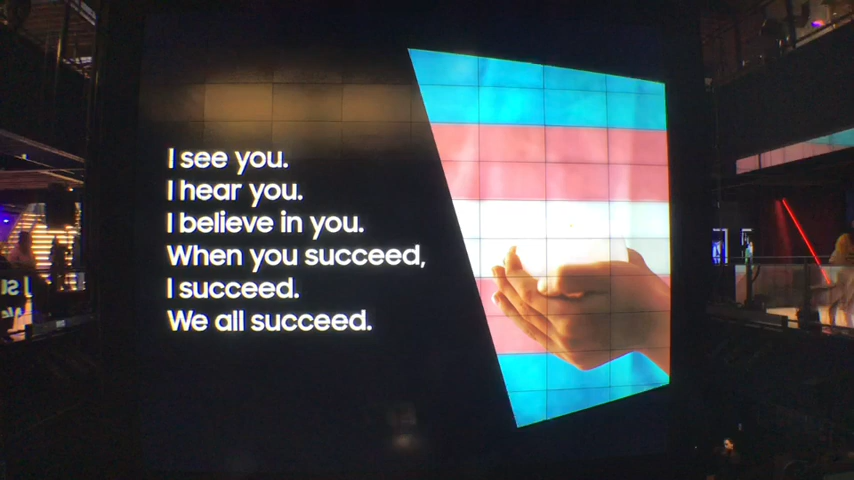 I see you.
I hear you.
I believe in you.
When you succeed,
I succeed.
We all succeed.